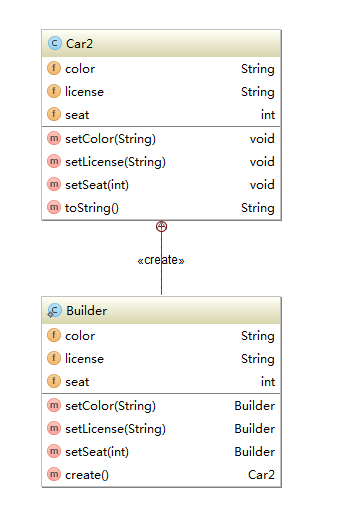 C Car2
f color String
f license String
f seat int
m setColor(String) void
m setLicense(String) void
m setSeat(int) void
m toString() String
«create»
C Builder
f color String
f license String
f seat int
m setColor(String) Builder
m setLicense(String) Builder
m setSeat(int) Builder
m create() Car2